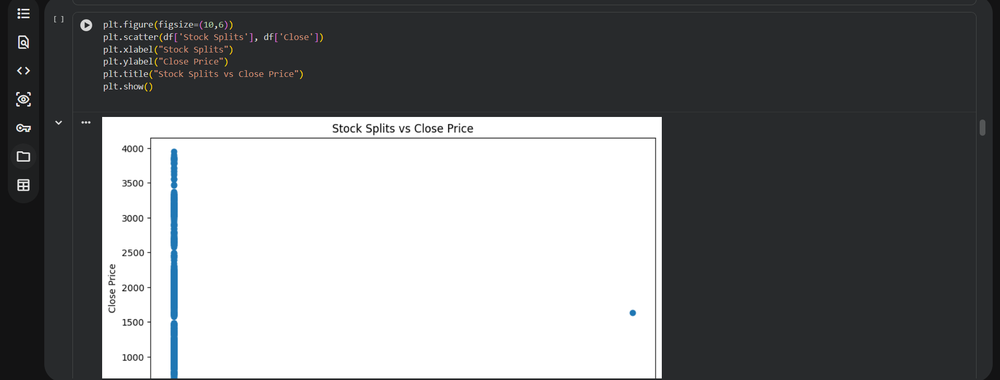 [ ]
plt.figure(figsize=(10,6))
plt.scatter(df['Stock Splits'], df['Close'])
plt.xlabel("Stock Splits")
plt.ylabel("Close Price")
plt.title("Stock Splits vs Close Price")
plt.show()
Stock Splits vs Close Price
4000
3500
3000
2500
2000
1500
1000
Close Price